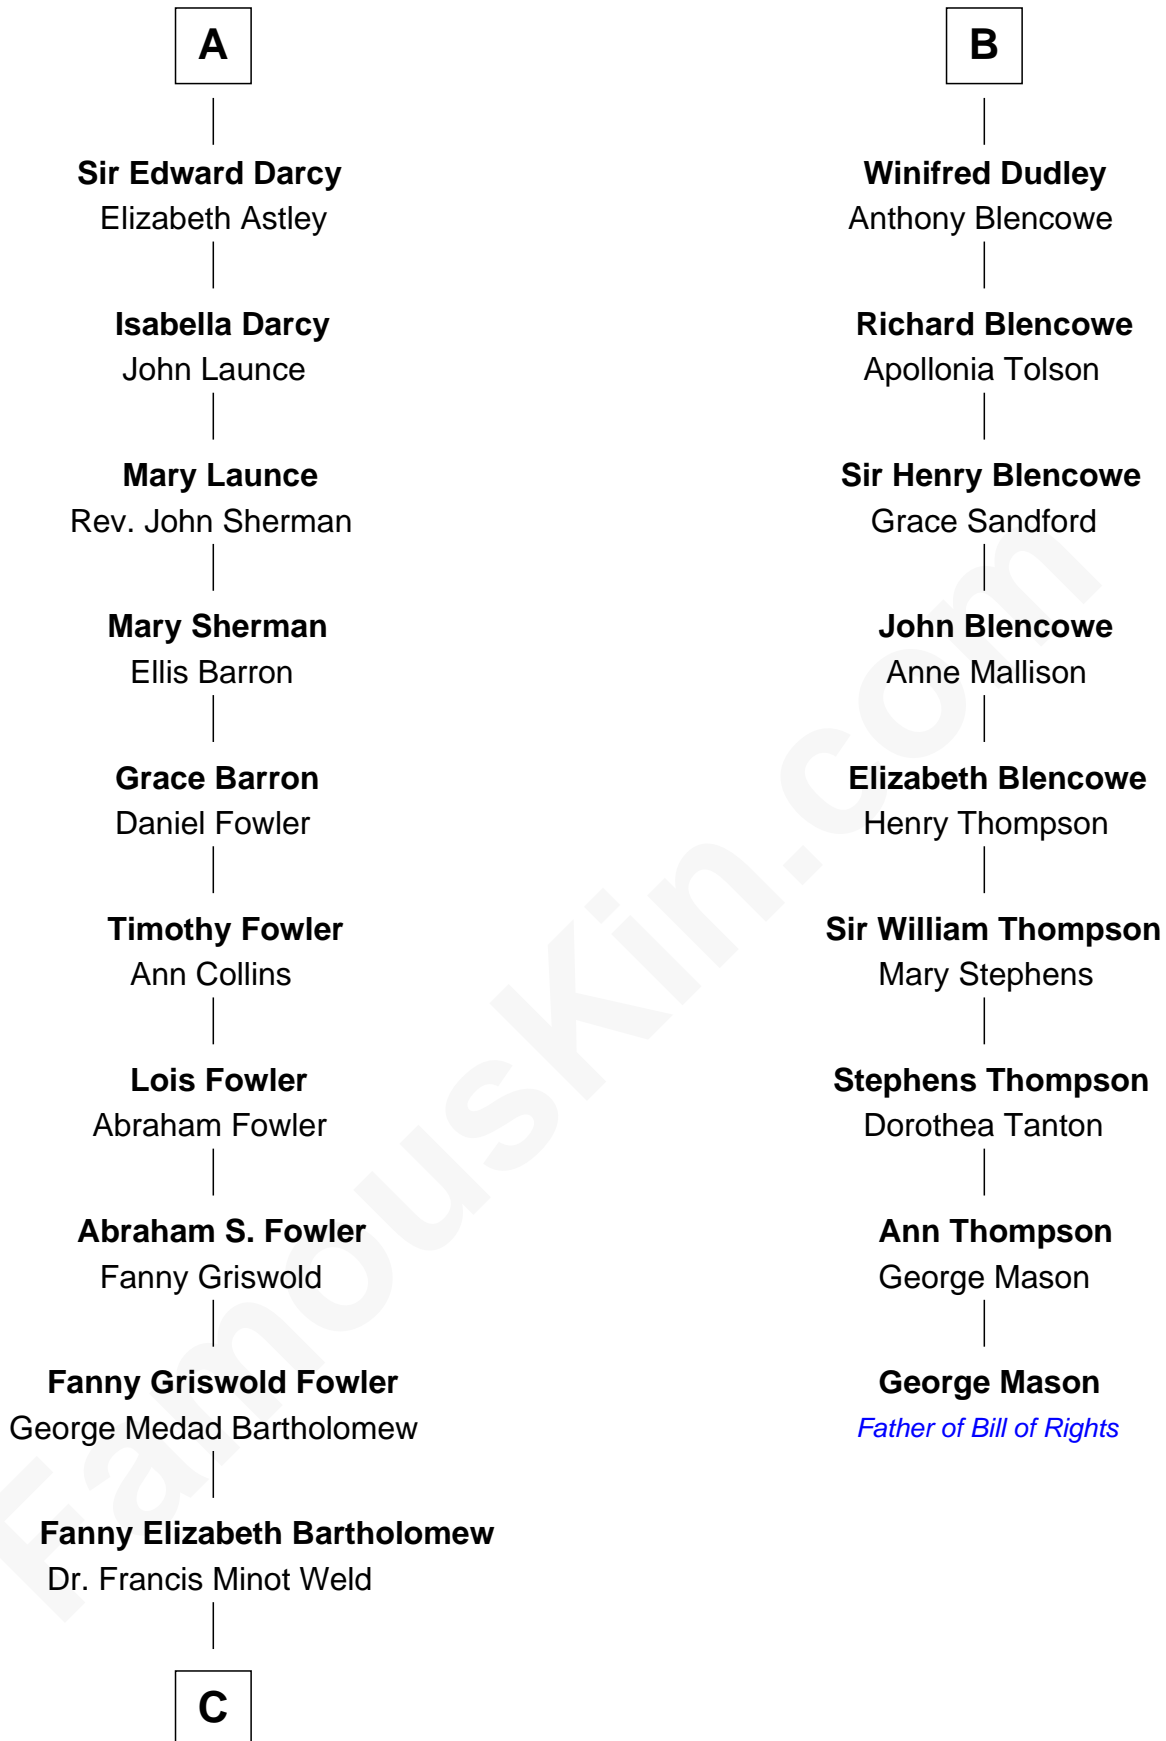 A
Sir Edward Darcy
Elizabeth Astley
Isabella Darcy
John Launce
Mary Launce
Rev. John Sherman
Mary Sherman
Ellis Barron
Grace Barron
Daniel Fowler
Timothy Fowler
Ann Collins
Lois Fowler
Abraham Fowler
Abraham S. Fowler
Fanny Griswold
Fanny Griswold Fowler
George Medad Bartholomew
Fanny Elizabeth Bartholomew
Dr. Francis Minot Weld
C
B
Winifred Dudley
Anthony Blencowe
Richard Blencowe
Apollonia Tolson
Sir Henry Blencowe
Grace Sandford
John Blencowe
Anne Mallison
Elizabeth Blencowe
Henry Thompson
Sir William Thompson
Mary Stephens
Stephens Thompson
Dorothea Tanton
Ann Thompson
George Mason
George Mason
Father of Bill of Rights
FamousKin.com